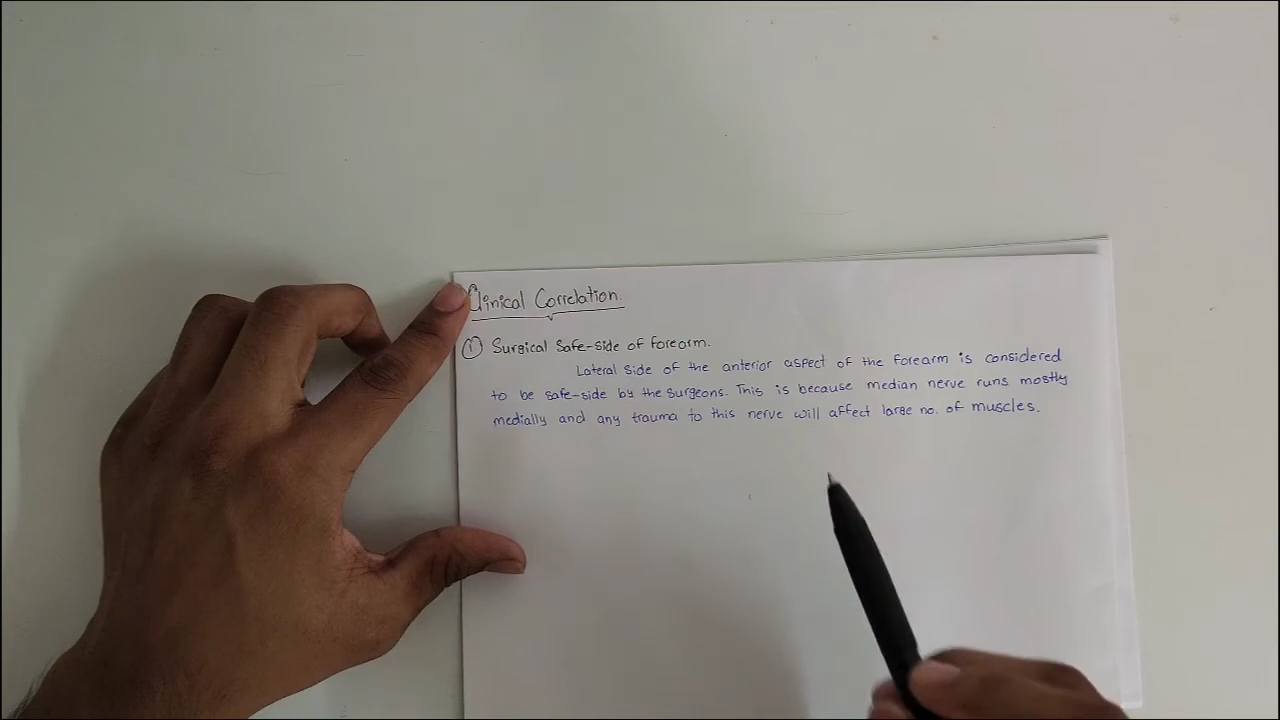 Clinical Correlation.
① Surgical Safe-side of forearm.
Lateral Side of the anterior aspect of the forearm is considered
to be safe-side by the surgeons. This is because median nerve runs mostly
medially and any trauma to this nerve will affect large no. of muscles.